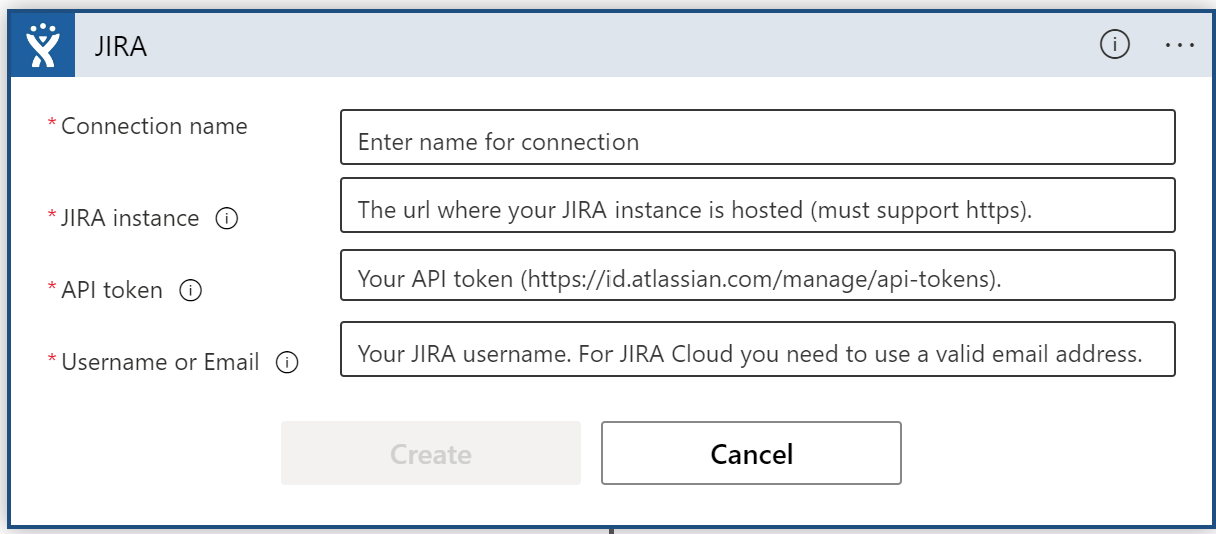 JIRA
* Connection name
Enter name for connection
* JIRA instance
The url where your JIRA instance is hosted (must support https).
* API token
Your API token (https://id.atlassian.com/manage/api-tokens).
* Username or Email
Your JIRA username. For JIRA Cloud you need to use a valid email address.
Create
Cancel